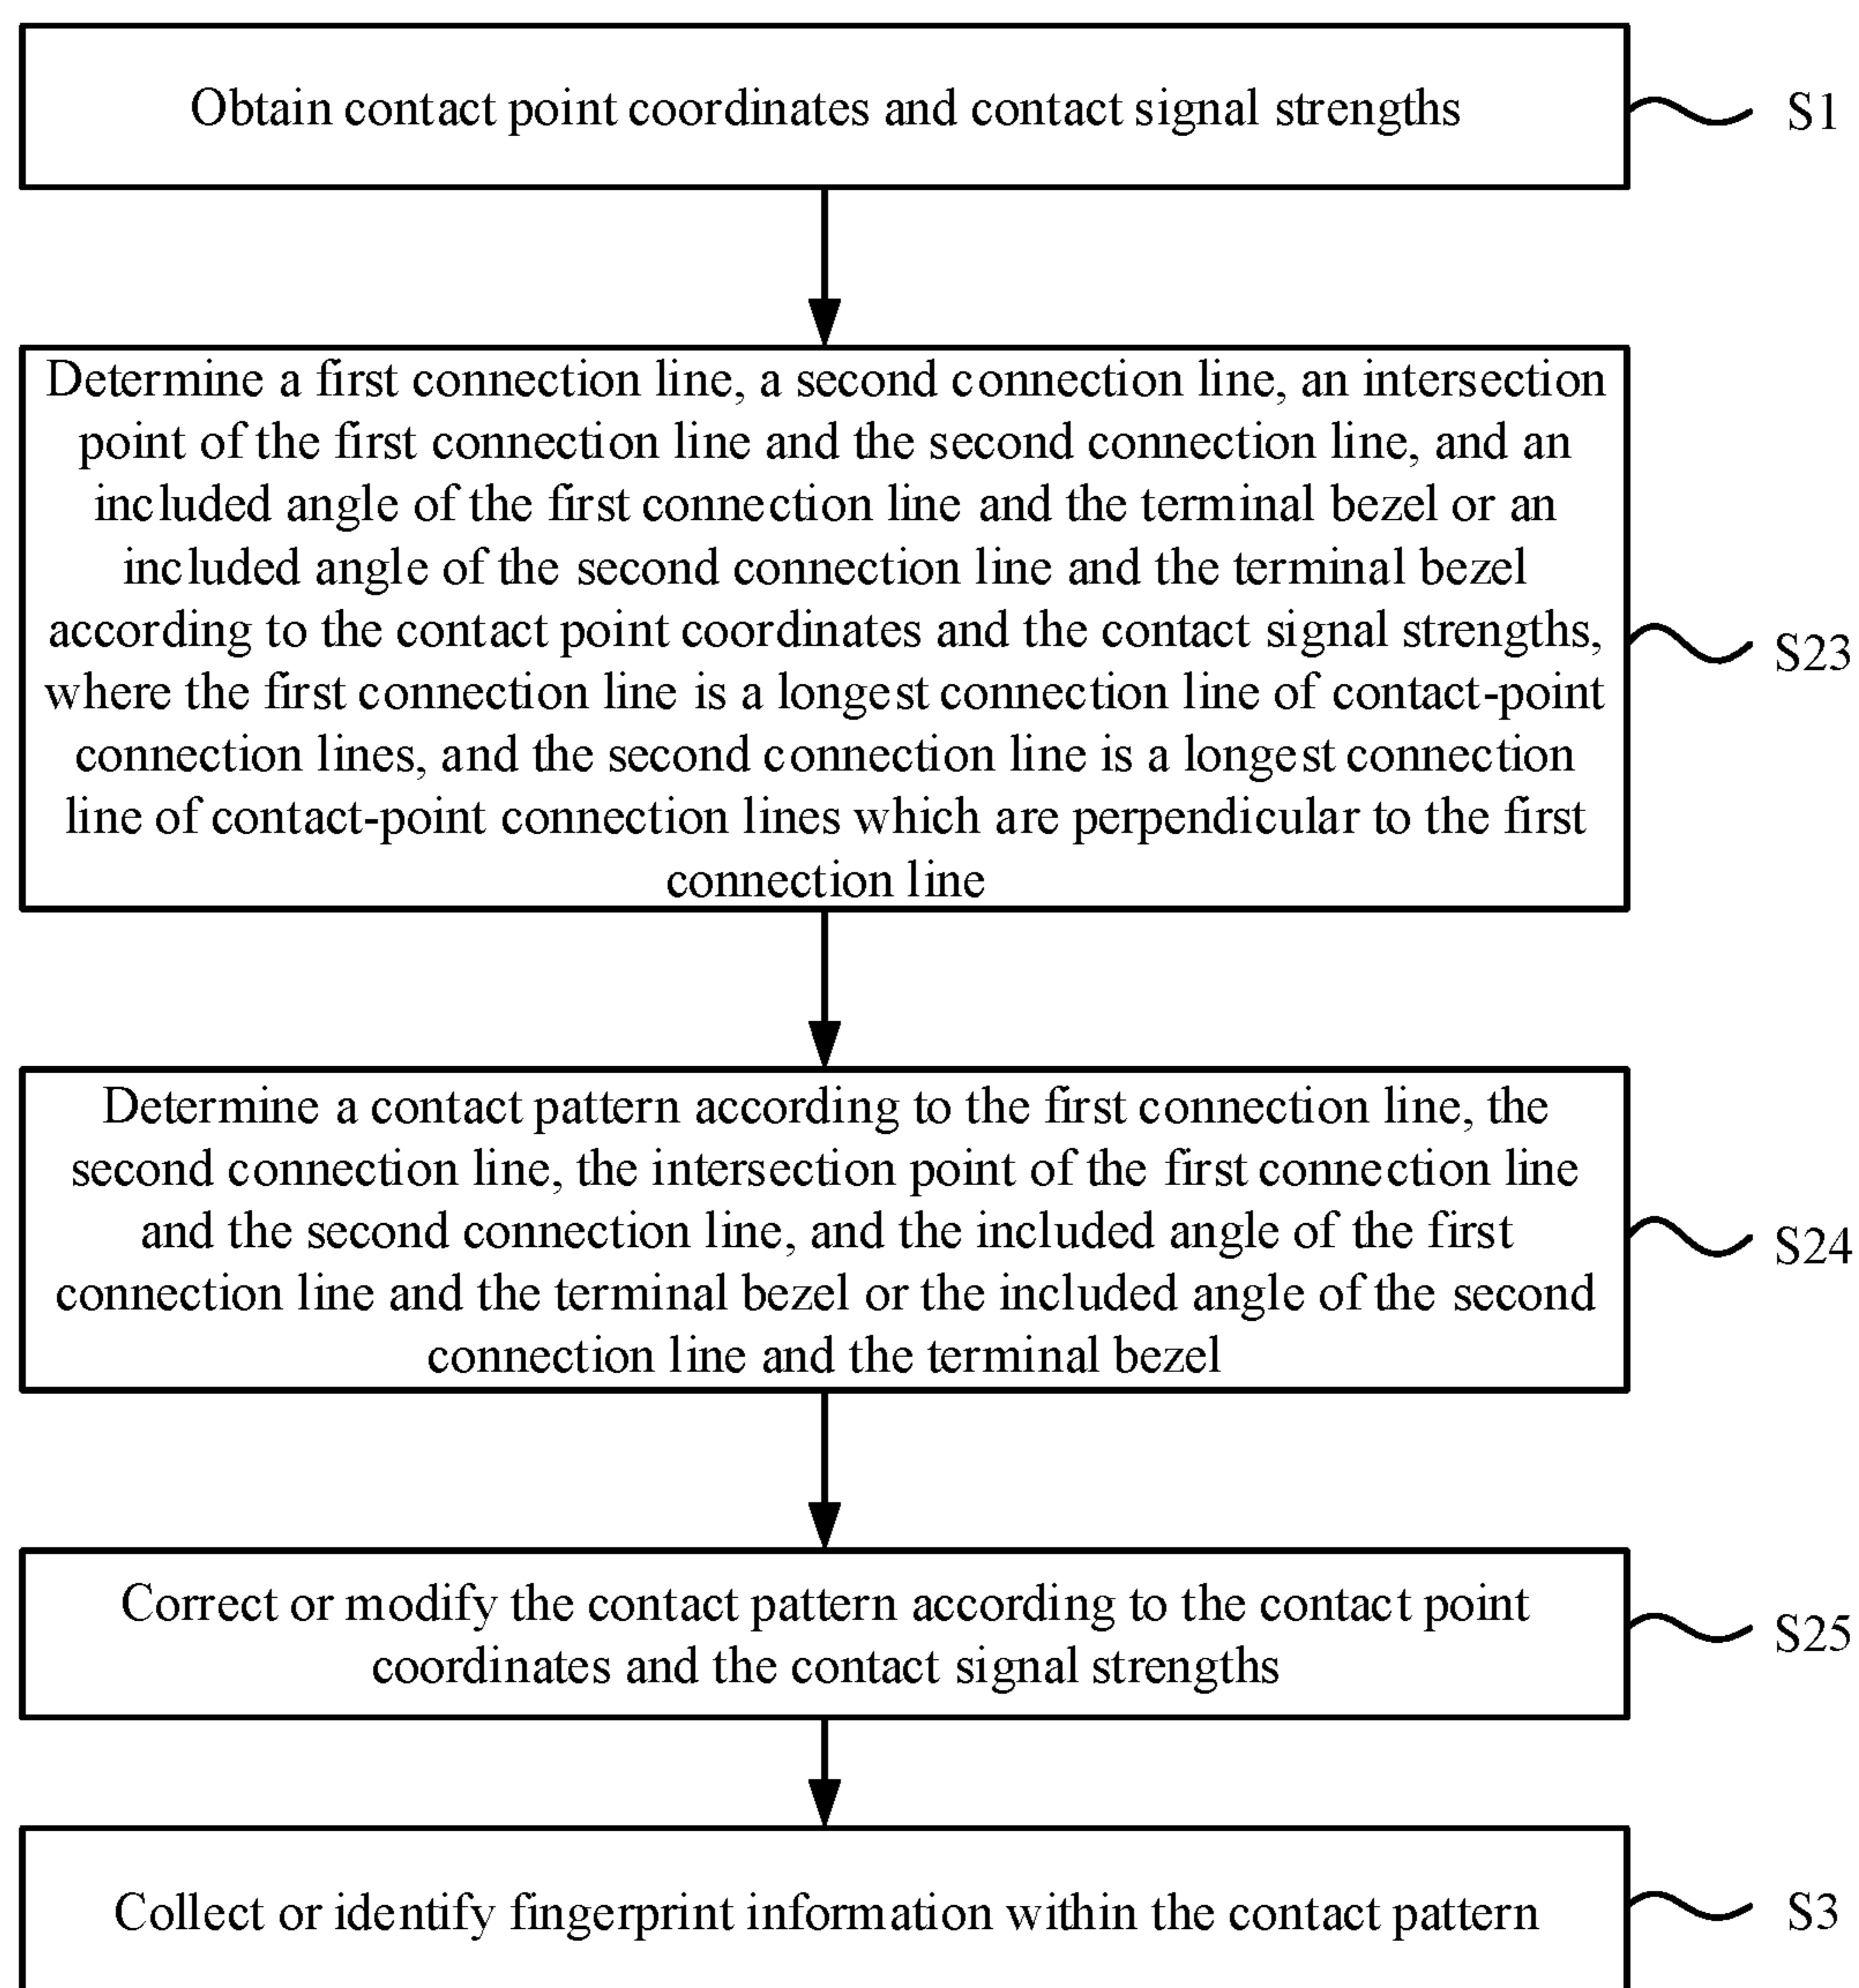 Obtain contact point coordinates and contact signal strengths
S1
Determine a first connection line, a second connection line, an intersection
point of the first connection line and the second connection line, and an
included angle of the first connection line and the terminal bezel or an
included angle of the second connection line and the terminal bezel
according to the contact point coordinates and the contact signal strengths,
where the first connection line is a longest connection line of contact-point
connection lines, and the second connection line is a longest connection
line of contact-point connection lines which are perpendicular to the first
connection line
S23
Determine a contact pattern according to the first connection line, the
second connection line, the intersection point of the first connection line
and the second connection line, and the included angle of the first
connection line and the terminal bezel or the included angle of the second
connection line and the terminal bezel
S24
Correct or modify the contact pattern according to the contact point
coordinates and the contact signal strengths
S25
Collect or identify fingerprint information within the contact pattern
S3